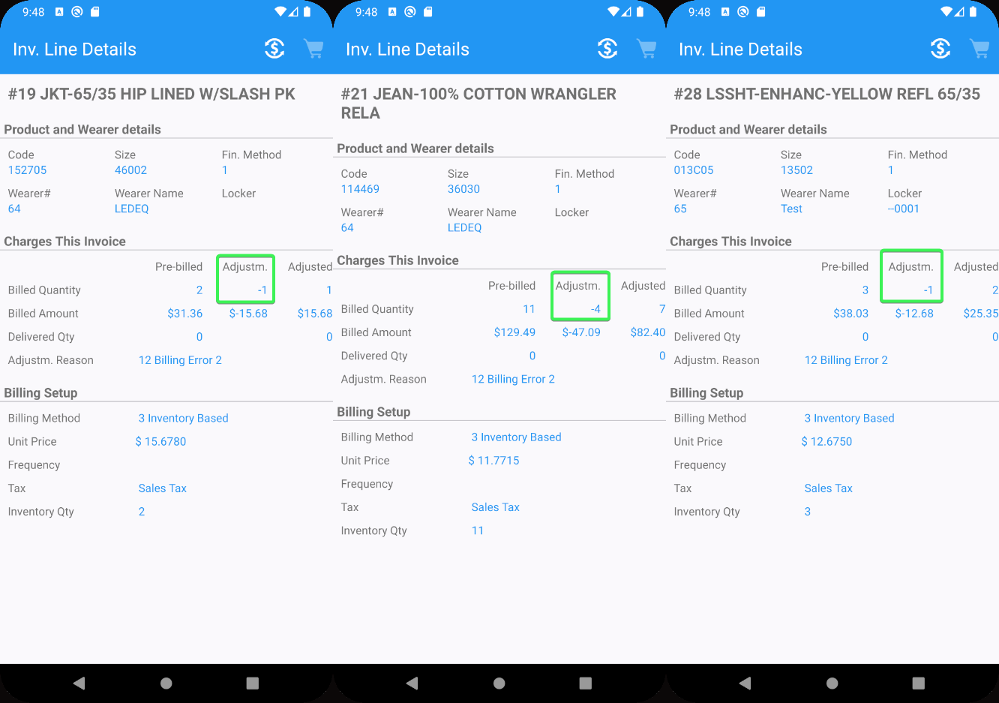 9:48
Inv. Line Details
#19 JKT-65/35 HIP LINED W/SLASH PK
Product and Wearer details
Code Size Fin. Method
152705 46002 1
Wearer# Wearer Name Locker
64 LEDEQ
Charges This Invoice
Pre-billed Adjustm. Adjusted
Billed Quantity 2 -1 1
Billed Amount $31.36 $-15.68 $15.68
Delivered Qty 0 0
Adjustm. Reason 12 Billing Error 2
Billing Setup
Billing Method 3 Inventory Based
Unit Price $ 15.6780
Frequency
Tax Sales Tax
Inventory Qty 2
9:48
Inv. Line Details
#21 JEAN-100% COTTON WRANGLER
RELA
Product and Wearer details
Code Size Fin. Method
114469 36030 1
Wearer# Wearer Name Locker
64 LEDEQ
Charges This Invoice
Pre-billed Adjustm. Adjusted
Billed Quantity 11 -4 7
Billed Amount $129.49 $-47.09 $82.40
Delivered Qty 0 0
Adjustm. Reason 12 Billing Error 2
Billing Setup
Billing Method 3 Inventory Based
Unit Price $ 11.7715
Frequency
Tax Sales Tax
Inventory Qty 11
9:48
Inv. Line Details
#28 LSSHT-ENHANC-YELLOW REFL 65/35
Product and Wearer details
Code Size Fin. Method
013C05 13502 1
Wearer# Wearer Name Locker
65 Test --0001
Charges This Invoice
Pre-billed Adjustm. Adjusted
Billed Quantity 3 -1 2
Billed Amount $38.03 $-12.68 $25.35
Delivered Qty 0 0
Adjustm. Reason 12 Billing Error 2
Billing Setup
Billing Method 3 Inventory Based
Unit Price $ 12.6750
Frequency
Tax Sales Tax
Inventory Qty 3